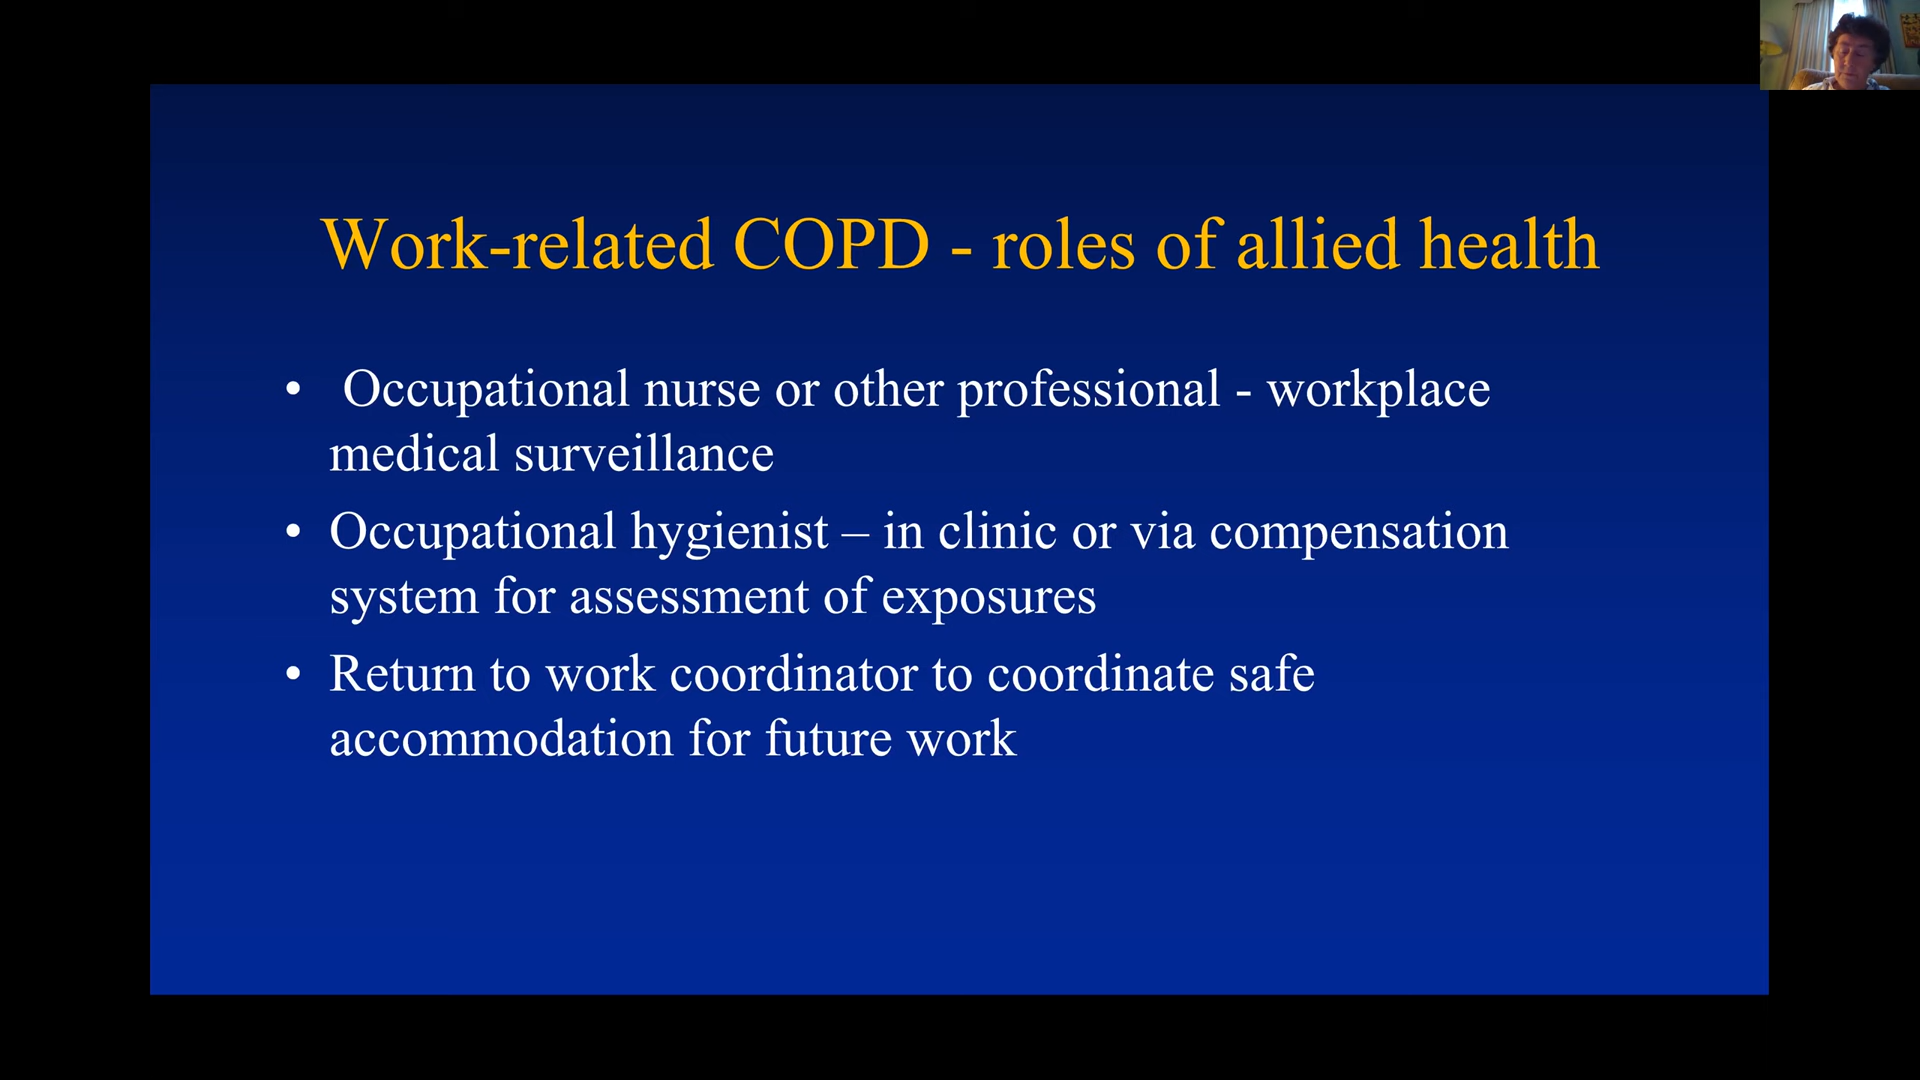 Work-related COPD - roles of allied health
• Occupational nurse or other professional - workplace
medical surveillance
• Occupational hygienist – in clinic or via compensation
system for assessment of exposures
• Return to work coordinator to coordinate safe
accommodation for future work